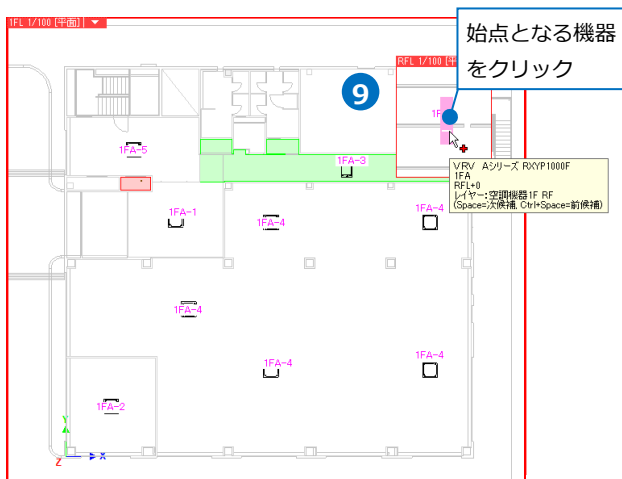 1FL 1/100 [平面]
始点となる機器
をクリック
RFL 1/100 [平
9
1F
1FA-5
1FA-3
VRV Aシリーズ RXYP1000F
1FA
RFL+0
レイヤー:空調機器1F RF
(Space=次候補, Ctrl+Space=前候補)
1FA-1
1FA-4
1FA-4
1FA-4
1FA-4
1FA-4
1FA-2
Y
Z
X